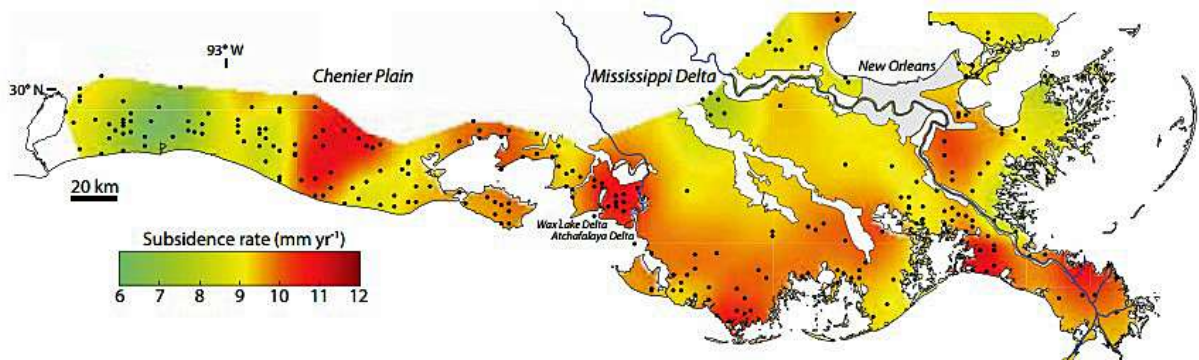 93° W
30° N
Chenier Plain
Mississippi Delta
New Orleans
20 km
Wax Lake Delta
Atchafalaya Delta
Subsidence rate (mm yr⁻¹)
6 7 8 9 10 11 12